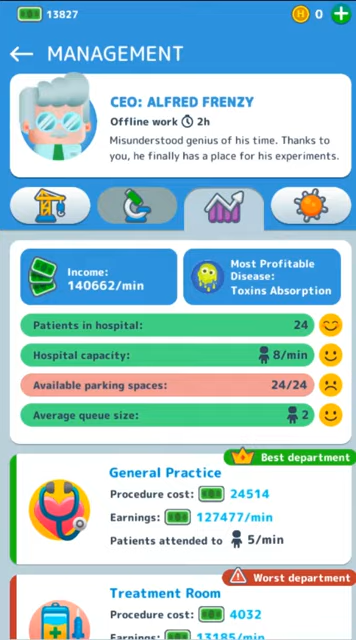 13827
0
MANAGEMENT
CEO: ALFRED FRENZY
Offline work 2h
Misunderstood genius of his time. Thanks to
you, he finally has a place for his experiments.
Income:
140662/min
Most Profitable
Disease:
Toxins Absorption
Patients in hospital: 24
Hospital capacity: 8/min
Available parking spaces: 24/24
Average queue size: 2
Best department
General Practice
Procedure cost: 24514
Earnings: 127477/min
Patients attended to 5/min
Worst department
Treatment Room
Procedure cost: 4032
Earnings: 13185/min